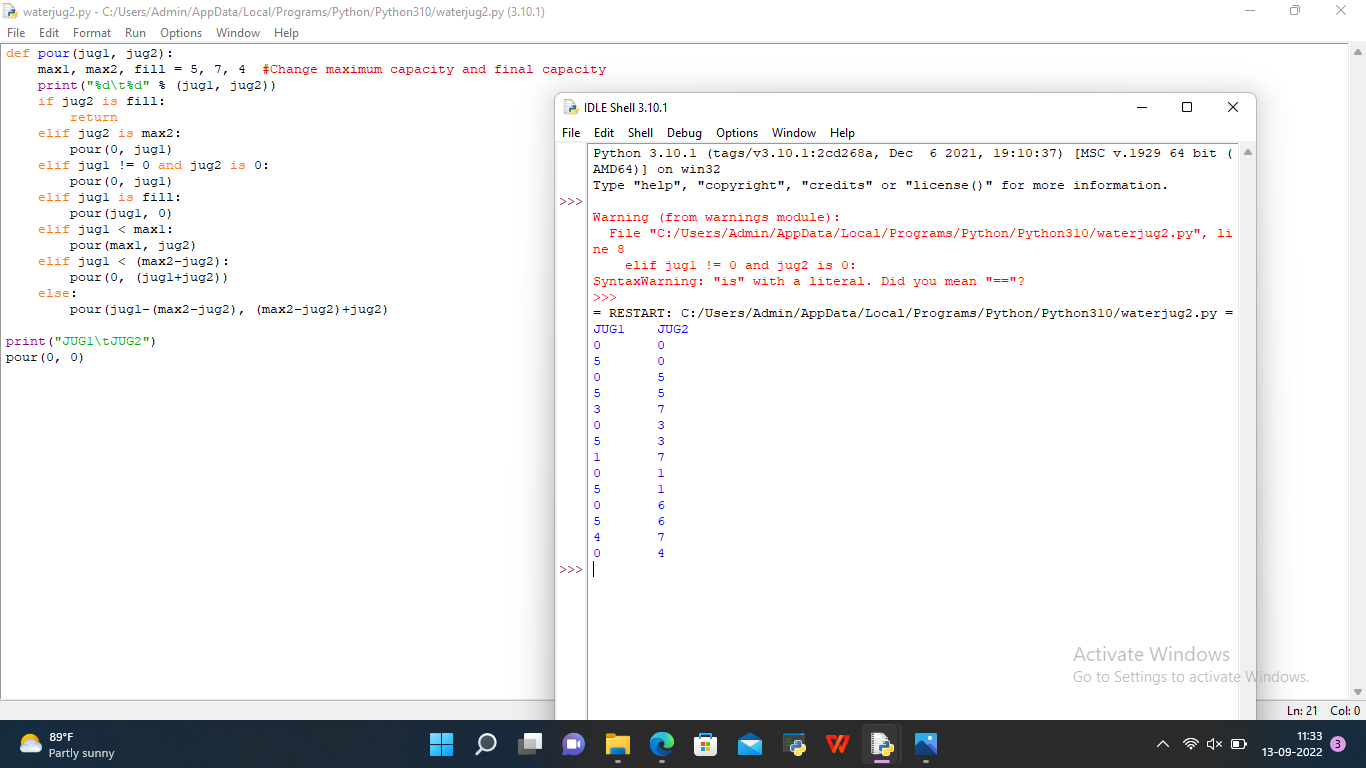 waterjug2.py - C:/Users/Admin/AppData/Local/Programs/Python/Python310/waterjug2.py (3.10.1)
File Edit Format Run Options Window Help
def pour(jug1, jug2):
    max1, max2, fill = 5, 7, 4  #Change maximum capacity and final capacity
    print("%d\t%d" % (jug1, jug2))
    if jug2 is fill:
        return
    elif jug2 is max2:
        pour(0, jug1)
    elif jug1 != 0 and jug2 is 0:
        pour(0, jug1)
    elif jug1 is fill:
        pour(jug1, 0)
    elif jug1 < max1:
        pour(max1, jug2)
    elif jug1 < (max2-jug2):
        pour(0, (jug1+jug2))
    else:
        pour(jug1-(max2-jug2), (max2-jug2)+jug2)
print("JUG1\tJUG2")
pour(0, 0)
IDLE Shell 3.10.1
File Edit Shell Debug Options Window Help
Python 3.10.1 (tags/v3.10.1:2cd268a, Dec  6 2021, 19:10:37) [MSC v.1929 64 bit (
AMD64)] on win32
Type "help", "copyright", "credits" or "license()" for more information.
>>>
Warning (from warnings module):
  File "C:/Users/Admin/AppData/Local/Programs/Python/Python310/waterjug2.py", li
ne 8
    elif jug1 != 0 and jug2 is 0:
SyntaxWarning: "is" with a literal. Did you mean "=="?
>>>
= RESTART: C:/Users/Admin/AppData/Local/Programs/Python/Python310/waterjug2.py =
JUG1    JUG2
0       0
5       0
0       5
5       5
3       7
0       3
5       3
1       7
0       1
5       1
0       6
5       6
4       7
0       4
>>>
Activate Windows
Go to Settings to activate Windows.
Ln: 21 Col: 0
89°F
Partly sunny
W
11:33
13-09-2022
3